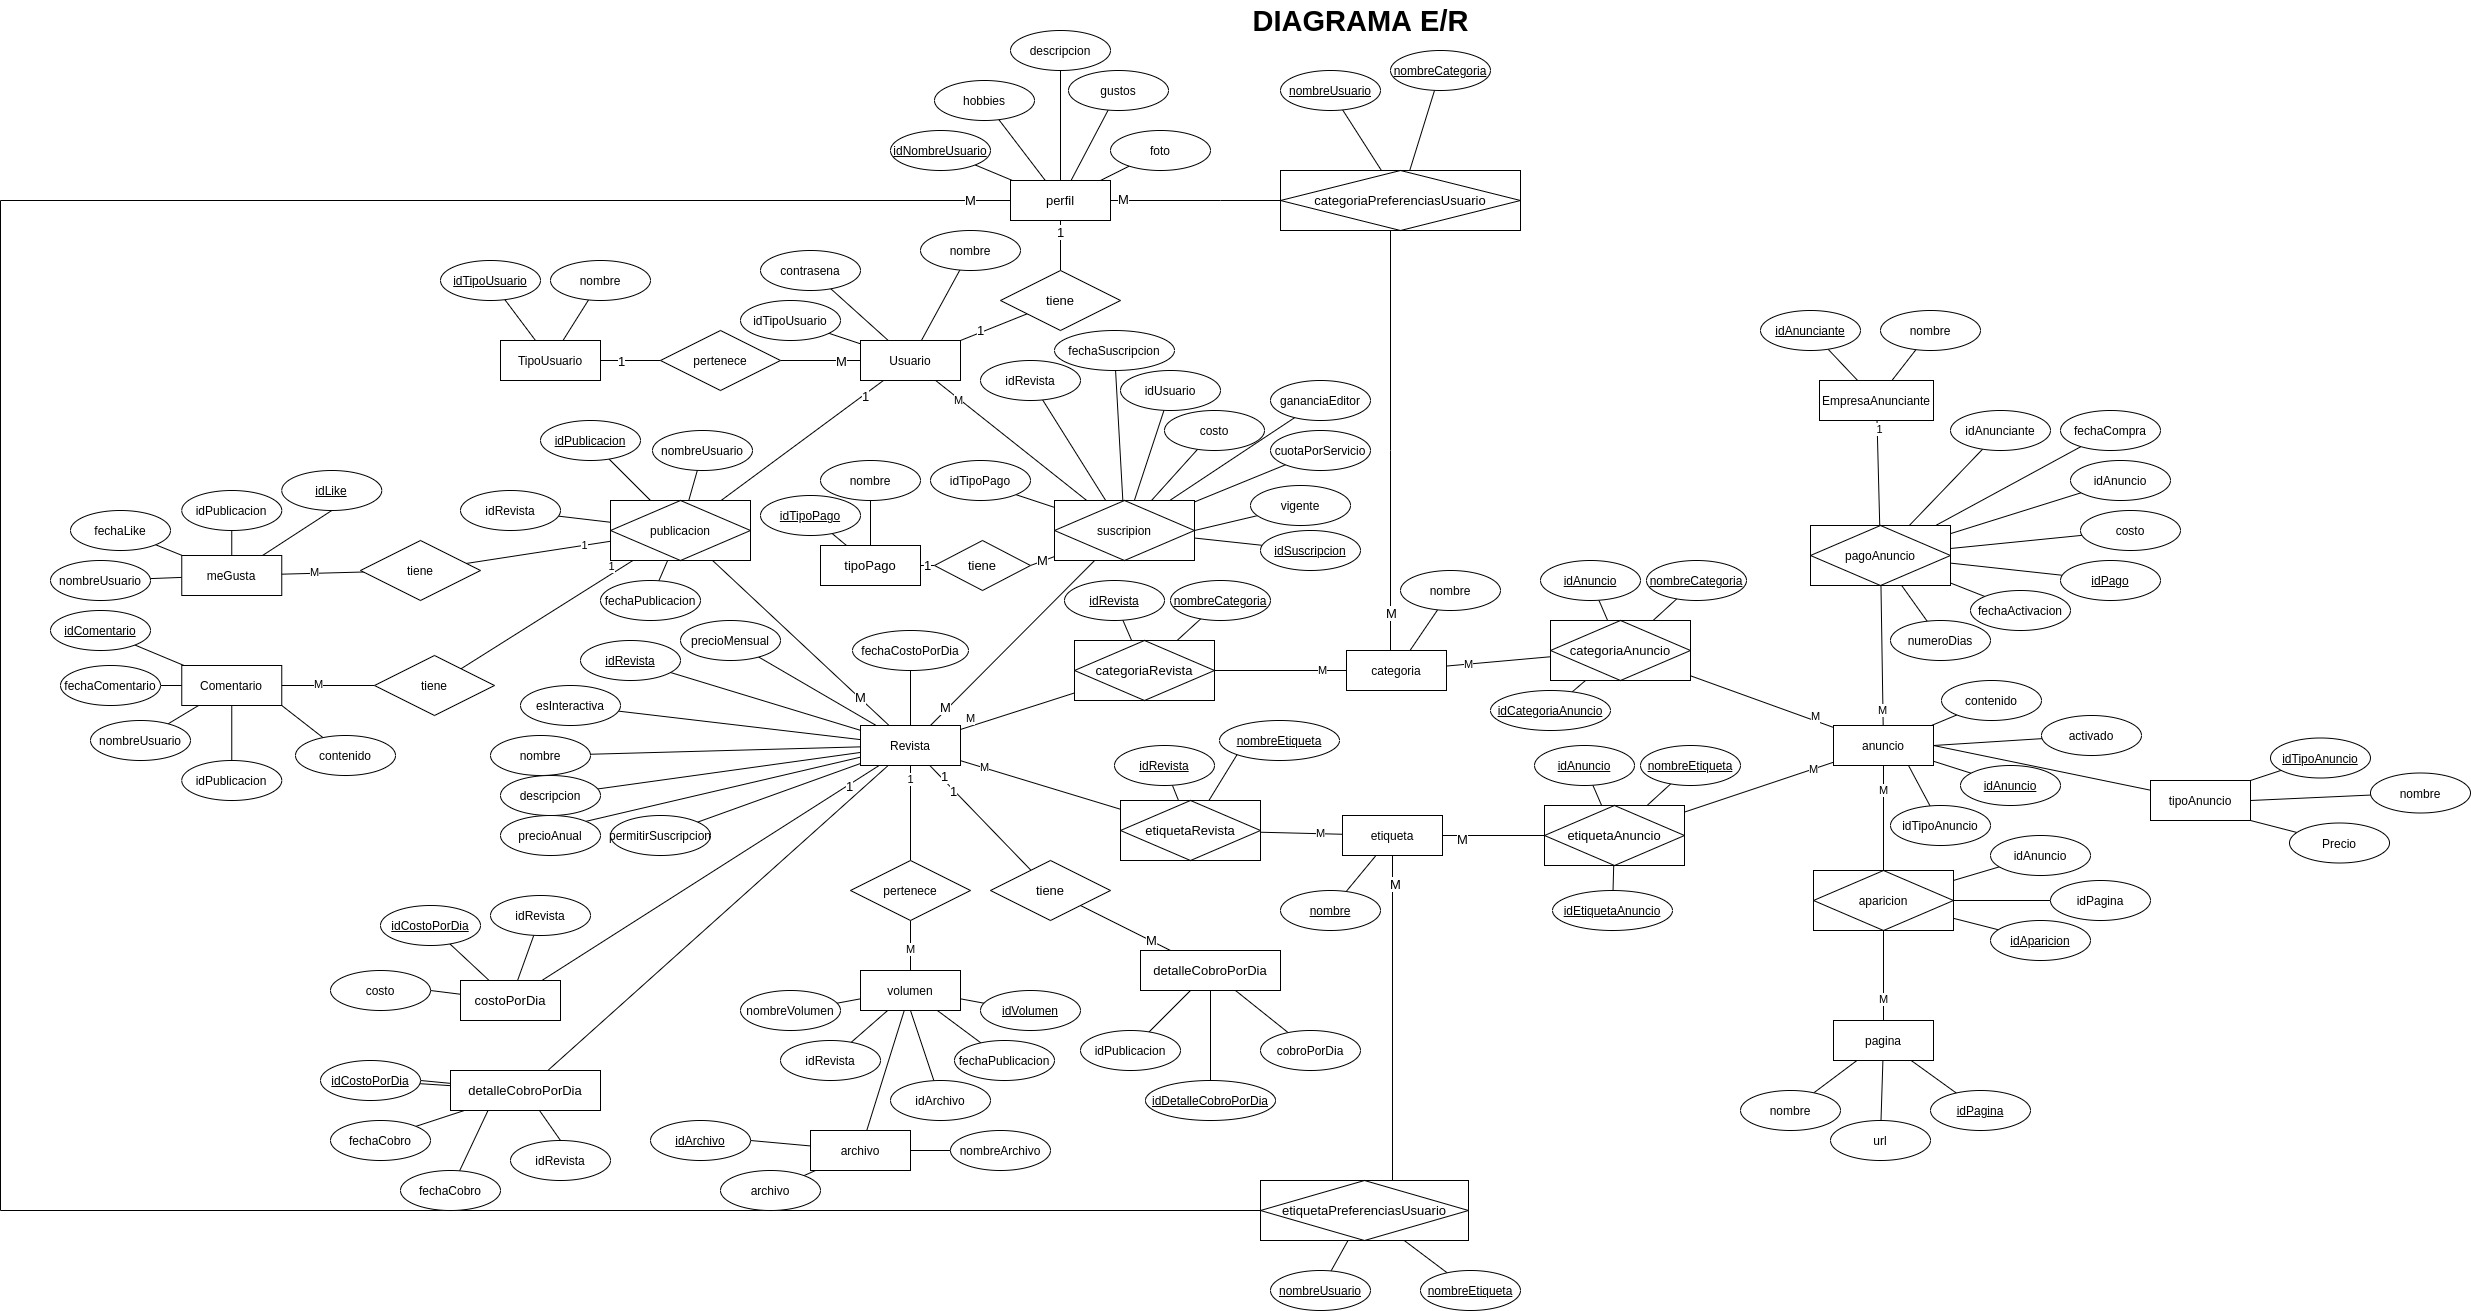 DIAGRAMA E/R
descripcion
hobbies
gustos
idNombreUsuario
foto
nombreUsuario
nombreCategoria
M
perfil
M
categoriaPreferenciasUsuario
1
nombre
contrasena
idTipoUsuario
nombre
idTipoUsuario
tiene
1
TipoUsuario
1
pertenece
M
Usuario
1
M
fechaSuscripcion
idRevista
idUsuario
costo
gananciaEditor
cuotaPorServicio
vigente
idSuscripcion
idTipoPago
suscripion
nombre
idTipoPago
tipoPago
1
tiene
M
idPublicacion
nombreUsuario
idRevista
publicacion
fechaPublicacion
1
1
idLike
idPublicacion
fechaLike
nombreUsuario
meGusta
M
tiene
idComentario
fechaComentario
Comentario
M
tiene
nombreUsuario
idPublicacion
contenido
precioMensual
idRevista
fechaCostoPorDia
esInteractiva
nombre
descripcion
precioAnual
permitirSuscripcion
M
M
Revista
M
M
1
1
1
1
idRevista
nombreCategoria
categoriaRevista
M
M
nombre
categoria
M
idAnuncio
nombreCategoria
categoriaAnuncio
idCategoriaAnuncio
M
idRevista
nombreEtiqueta
etiquetaRevista
M
etiqueta
M
nombre
M
idAnuncio
nombreEtiqueta
etiquetaAnuncio
idEtiquetaAnuncio
M
idAnunciante
nombre
EmpresaAnunciante
1
idAnunciante
fechaCompra
idAnuncio
costo
idPago
fechaActivacion
numeroDias
pagoAnuncio
M
anuncio
contenido
activado
idAnuncio
idTipoAnuncio
M
idTipoAnuncio
tipoAnuncio
nombre
Precio
aparicion
idAnuncio
idPagina
idAparicion
M
pagina
nombre
url
idPagina
idCostoPorDia
idRevista
costo
costoPorDia
pertenece
M
tiene
M
volumen
nombreVolumen
idRevista
idVolumen
fechaPublicacion
idArchivo
detalleCobroPorDia
idPublicacion
cobroPorDia
idDetalleCobroPorDia
idCostoPorDia
detalleCobroPorDia
fechaCobro
fechaCobro
idRevista
idArchivo
archivo
nombreArchivo
archivo
etiquetaPreferenciasUsuario
nombreUsuario
nombreEtiqueta